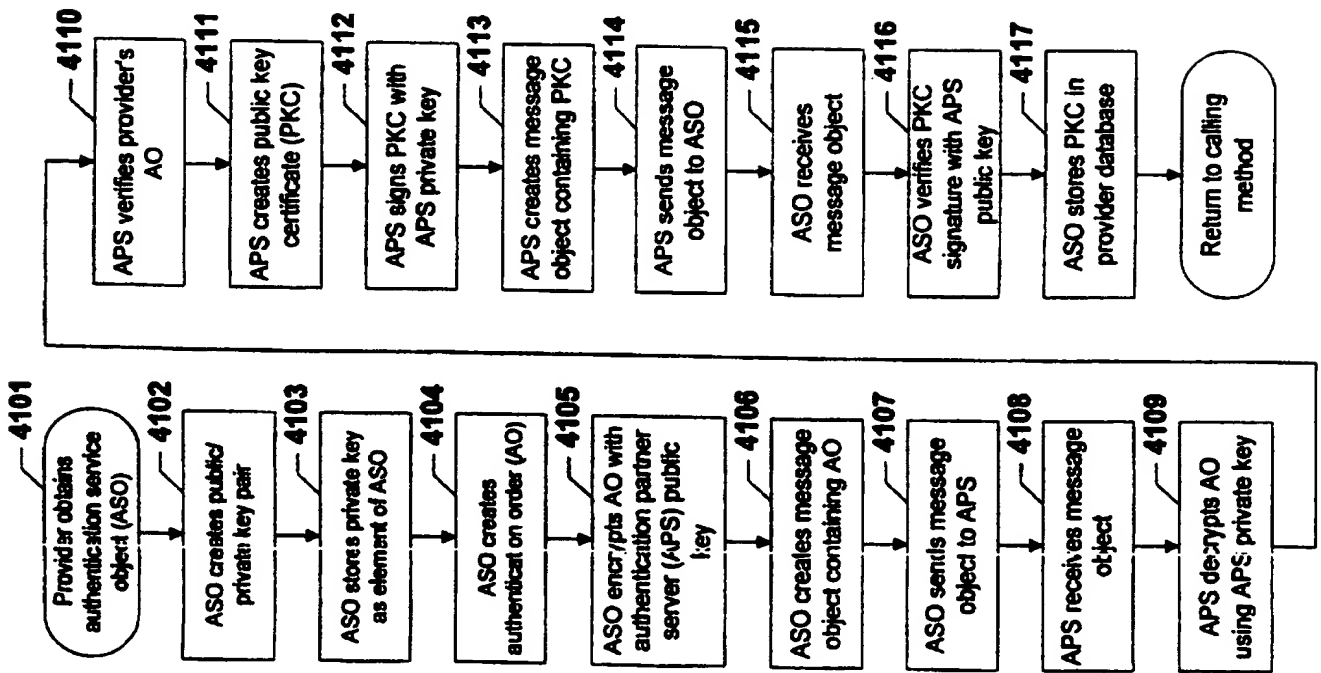 4101
Provider obtains
authentication service
object (ASO)
4102
ASO creates public/
private key pair
4103
ASO stores private key
as element of ASO
4104
ASO creates
authentication order (AO)
4105
ASO encrypts AO with
authentication partner
server (APS) public
key
4106
ASO creates message
object containing AO
4107
ASO sends message
object to APS
4108
APS receives message
object
4109
APS decrypts AO
using APS private key
4110
APS verifies provider's
AO
4111
APS creates public key
certificate (PKC)
4112
APS signs PKC with
APS private key
4113
APS creates message
object containing PKC
4114
APS sends message
object to ASO
4115
ASO receives
message object
4116
ASO verifies PKC
signature with APS
public key
4117
ASO stores PKC in
provider database
Return to calling
method